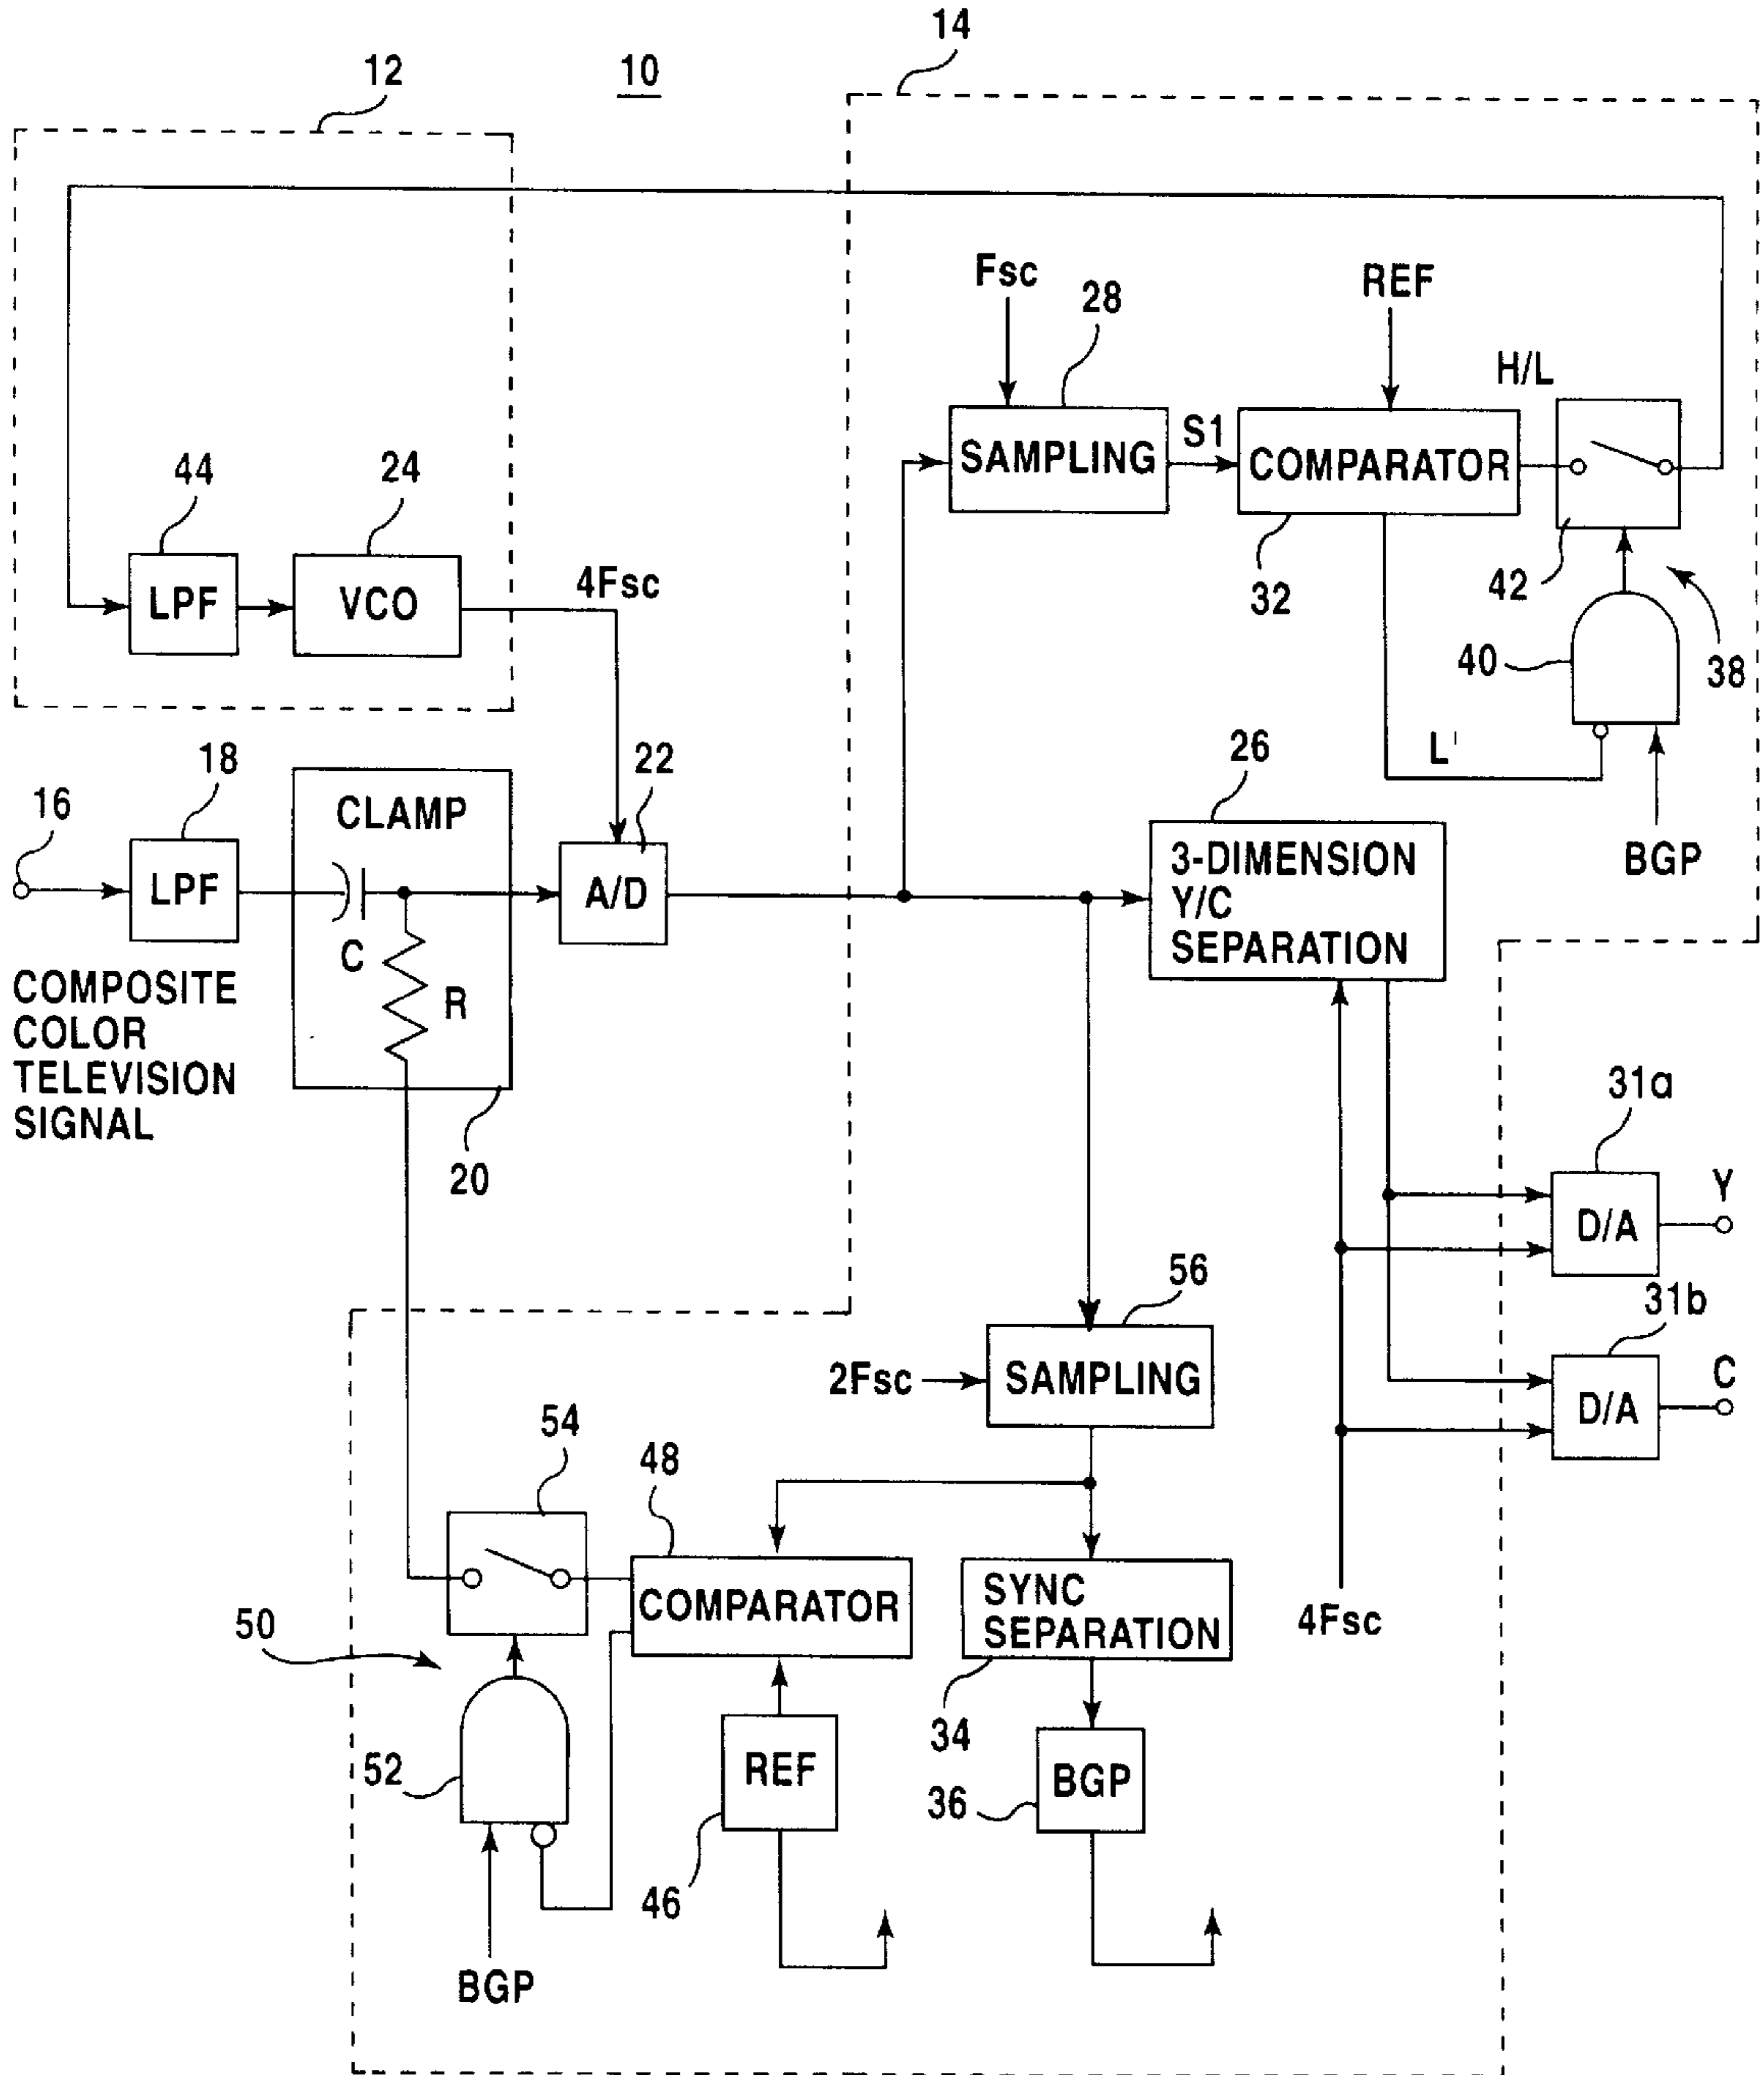 14
12
10
Fsc
28
REF
H/L
SAMPLING
S1
COMPARATOR
44
24
4Fsc
LPF
VCO
32
42
40
38
L'
BGP
16
18
CLAMP
22
26
LPF
C
R
A/D
3-DIMENSION
Y/C
SEPARATION
COMPOSITE
COLOR
TELEVISION
SIGNAL
20
31a
Y
D/A
31b
C
D/A
56
2Fsc
SAMPLING
54
48
COMPARATOR
SYNC
SEPARATION
4Fsc
50
34
52
REF
BGP
36
46
BGP